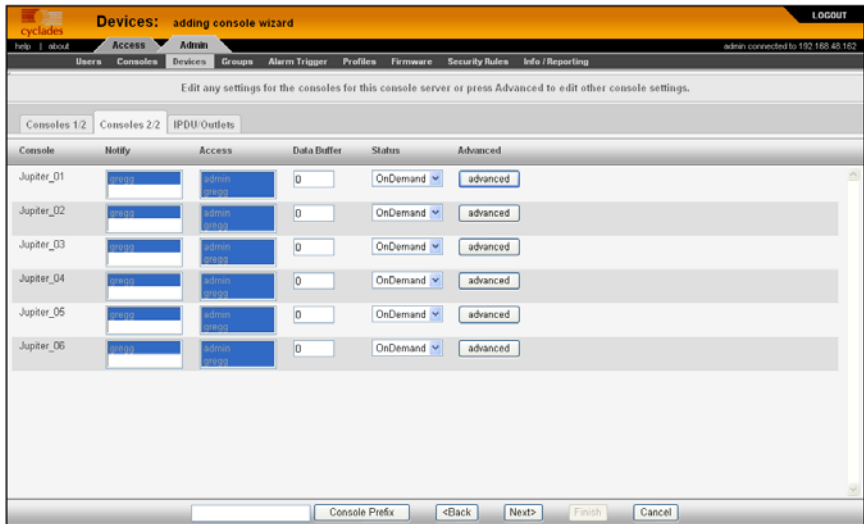 cyclades
Devices: adding console wizard
LOGOUT
help | about
Access
Admin
admin connected to 192.168.48.162
Users Consoles Devices Groups Alarm Trigger Profiles Firmware Security Rules Info / Reporting
Edit any settings for the consoles for this console server or press Advanced to edit other console settings.
Consoles 1/2 Consoles 2/2 IPDU/Outlets
Console Notify Access Data Buffer Status Advanced
Jupiter_01 gregg admin 0 OnDemand advanced
gregg
Jupiter_02 gregg admin 0 OnDemand advanced
gregg
Jupiter_03 gregg admin 0 OnDemand advanced
gregg
Jupiter_04 gregg admin 0 OnDemand advanced
gregg
Jupiter_05 gregg admin 0 OnDemand advanced
gregg
Jupiter_06 gregg admin 0 OnDemand advanced
gregg
Console Prefix <Back Next> Finish Cancel